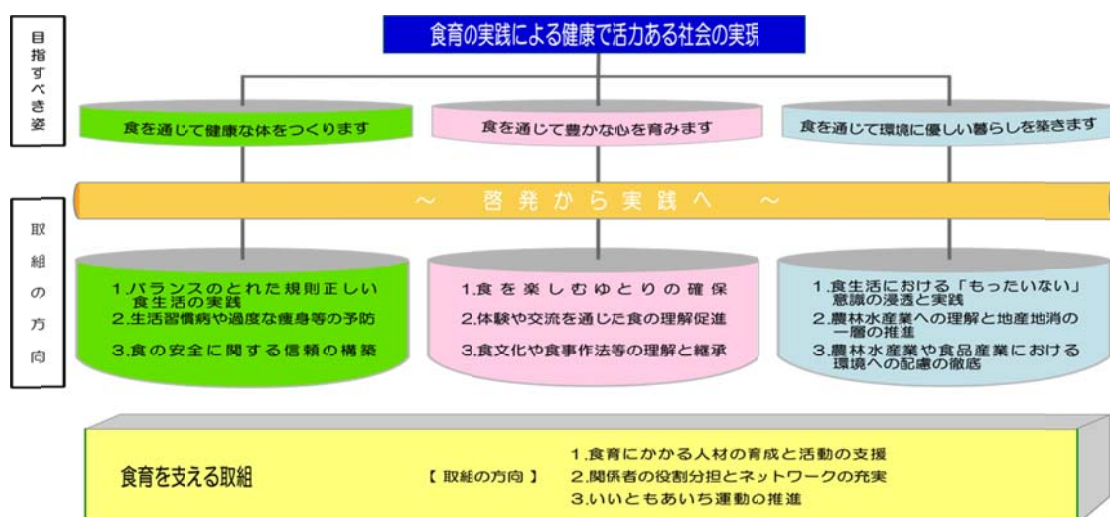 目指すべき姿
食育の実践による健康で活力ある社会の実現
食を通じて健康な体をつくります
食を通じて豊かな心を育みます
食を通じて環境に優しい暮らしを築きます
～ 啓発から実践へ ～
取組の方向
1.バランスのとれた規則正しい
食生活の実践
2.生活習慣病や過度な痩身等の予防
3.食の安全に関する信頼の構築
1.食を楽しむゆとりの確保
2.体験や交流を通じた食の理解促進
3.食文化や食事作法等の理解と継承
1.食生活における「もったいない」
意識の浸透と実践
2.農林水産業への理解と地産地消の
一層の推進
3.農林水産業や食品産業における
環境への配慮の徹底
食育を支える取組
【 取組の方向 】
1.食育にかかる人材の育成と活動の支援
2.関係者の役割分担とネットワークの充実
3.いいともあいち運動の推進